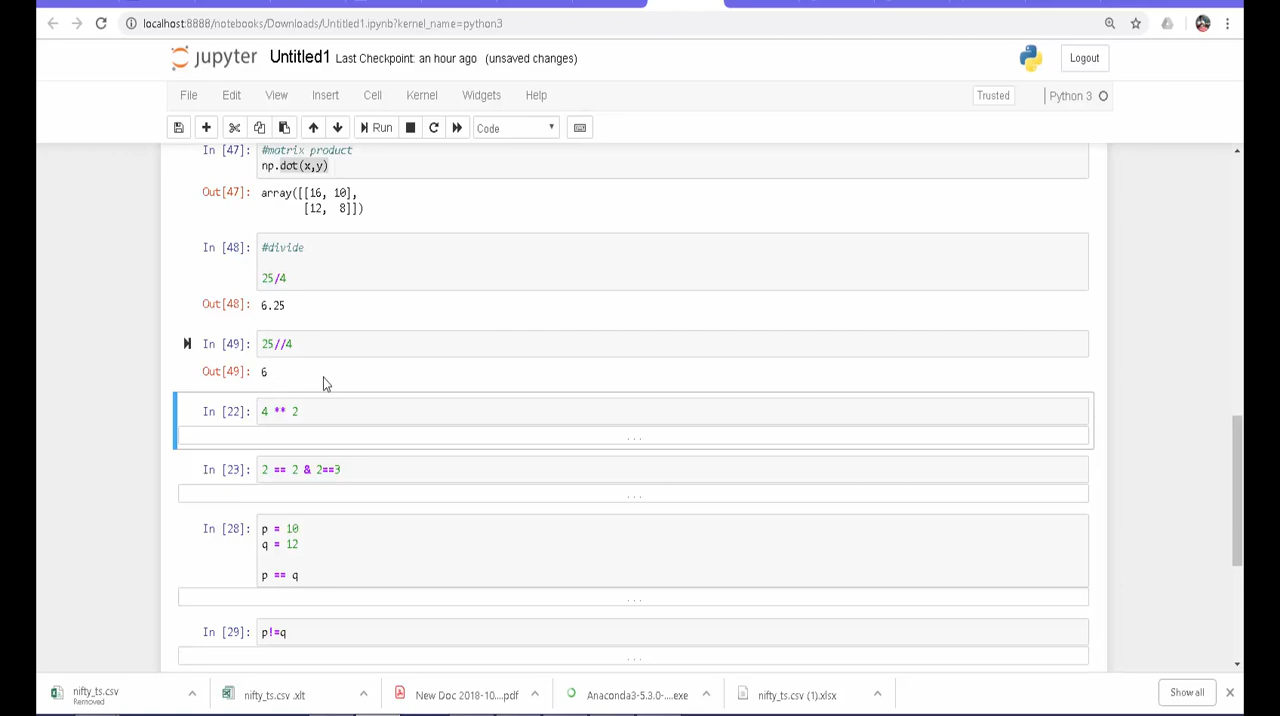 localhost:8888/notebooks/Downloads/Untitled1.ipynb?kernel_name=python3
jupyter Untitled1 Last Checkpoint: an hour ago (unsaved changes) Logout
File Edit View Insert Cell Kernel Widgets Help Trusted Python 3
Run Code
In [47]: #matrix product
np.dot(x,y)
Out[47]: array([[16, 10],
[12, 8]])
In [48]: #divide
25/4
Out[48]: 6.25
In [49]: 25//4
Out[49]: 6
In [22]: 4 ** 2
...
In [23]: 2 == 2 & 2==3
...
In [28]: p = 10
q = 12
p == q
...
In [29]: p!=q
...
nifty_ts.csv
Removed
nifty_ts.csv .xlt
New Doc 2018-10....pdf
Anaconda3-5.3.0-....exe
nifty_ts.csv (1).xlsx
Show all